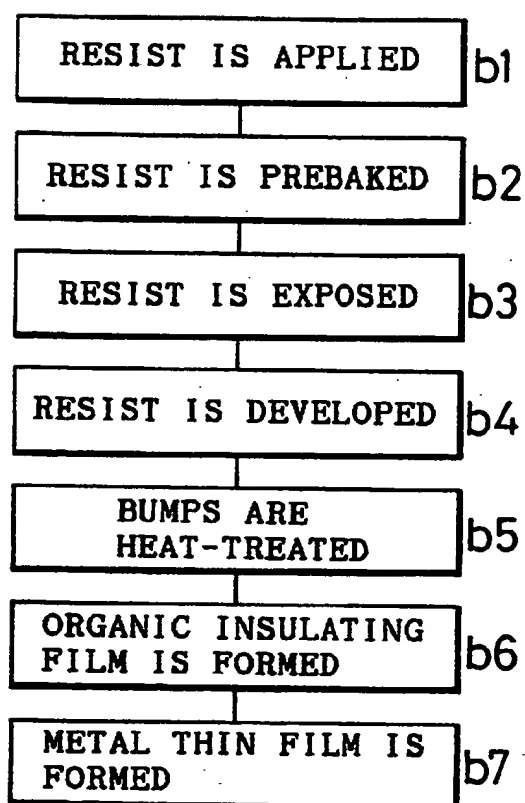 RESIST IS APPLIED b1
RESIST IS PREBAKED b2
RESIST IS EXPOSED b3
RESIST IS DEVELOPED b4
BUMPS ARE
HEAT-TREATED b5
ORGANIC INSULATING
FILM IS FORMED b6
METAL THIN FILM IS
FORMED b7